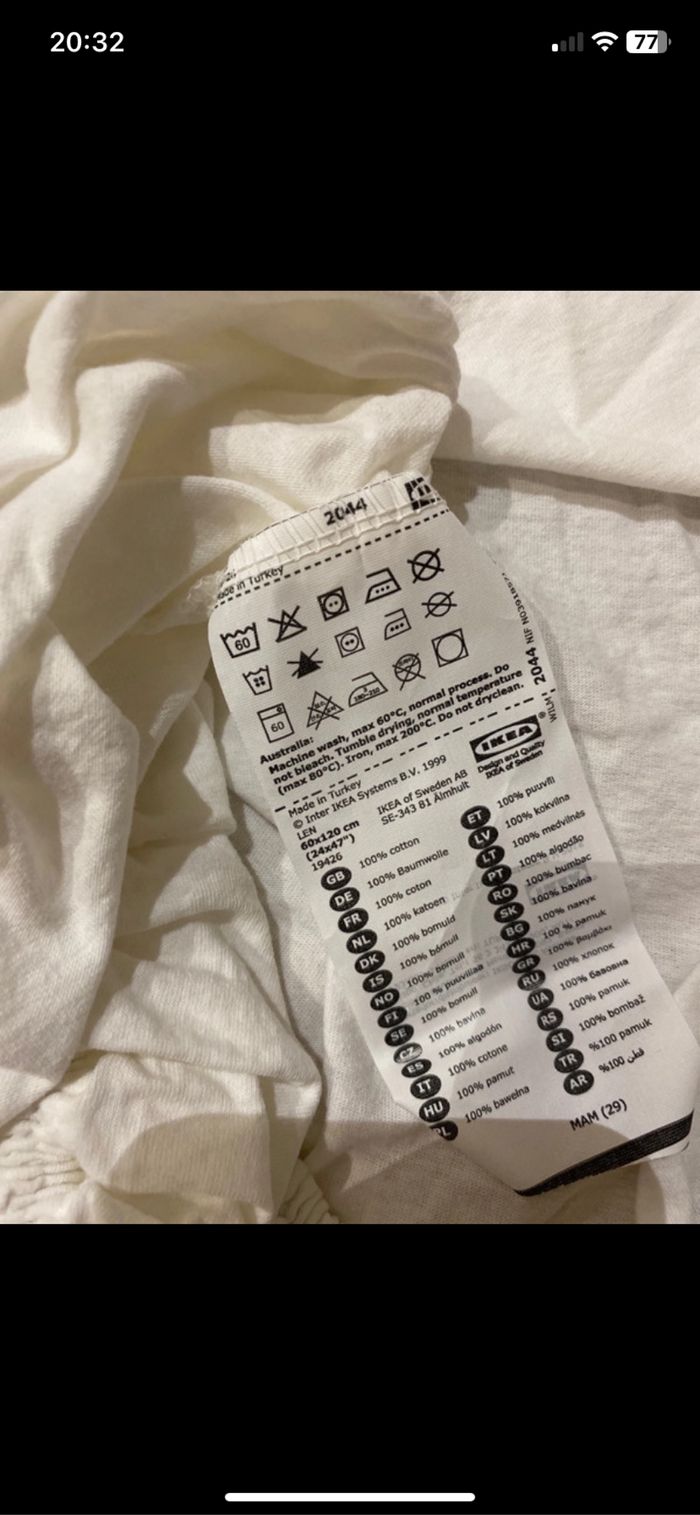 20:32
77
2044
Made in Turkey
60
60
Australia:
Machine wash, max 60°C, normal process. Do
not bleach. Tumble drying, normal temperature
(max 80°C). Iron, max 200°C. Do not dryclean.
2044 NIF
WILM
Made in Turkey
© Inter IKEA Systems B.V. 1999
LEN
60x120 cm
(24x47")
19426
IKEA of Sweden AB
SE-343 81 Älmhult
IKEA®
Design and Quality
IKEA of Sweden
GB 100% cotton
DE 100% Baumwolle
FR 100% coton
NL 100% katoen
DK 100% bomuld
IS 100% bómull
NO 100% bomull
FI 100 % puuvillaa
SE 100% bomull
CZ 100% bavlna
ES 100% algodón
IT 100% cotone
HU 100% pamut
PL 100% bawełna
ET 100% puuvill
LV 100% kokvilna
LT 100% medvilnės
PT 100% algodão
RO 100% bumbac
SK 100% bavlna
BG 100% памук
HR 100 % pamuk
GR 100% βαμβάκι
RU 100% хлопок
UA 100% бавовна
RS 100% pamuk
SI 100% bombaž
TR %100 pamuk
AR %100 قطن
MAM (29)